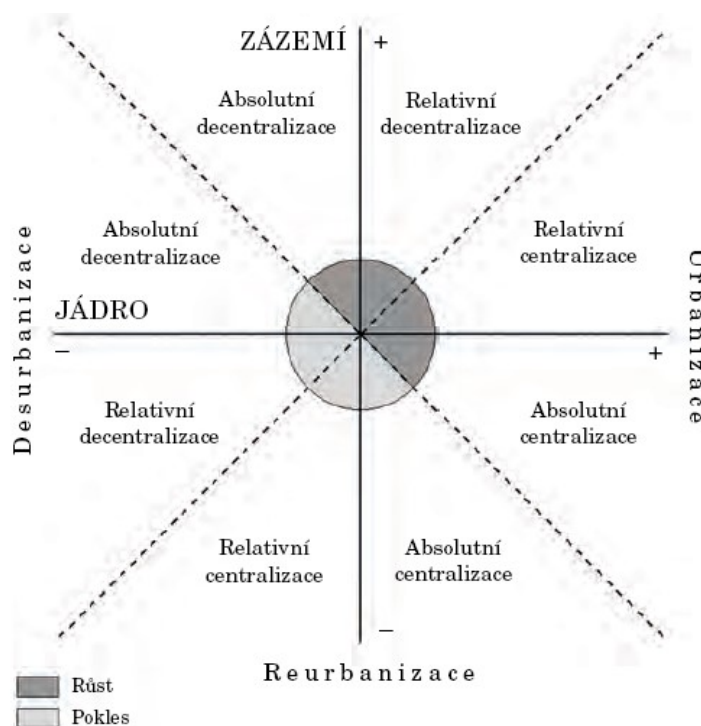 ZÁZEMÍ
+
Absolutní
decentralizace
Relativní
decentralizace
Absolutní
decentralizace
Relativní
centralizace
Desurbanizace
Urbanizace
JÁDRO
–
+
Relativní
decentralizace
Absolutní
centralizace
Relativní
centralizace
Absolutní
centralizace
–
Reurbanizace
Růst
Pokles